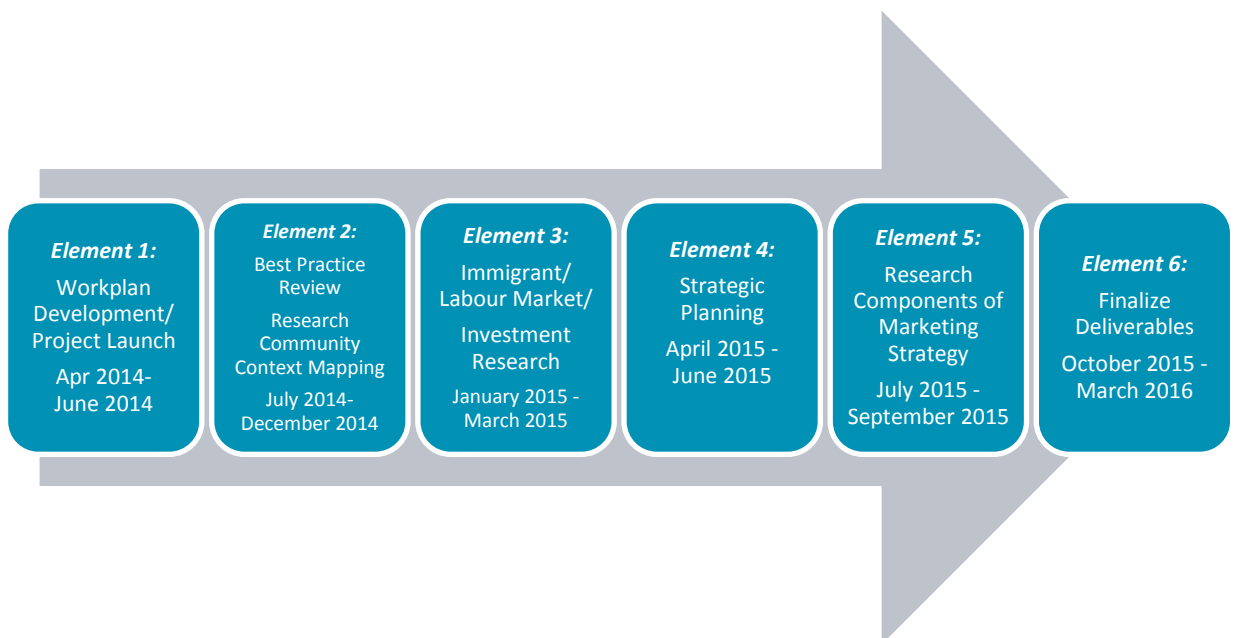 Element 1:
Workplan
Development/
Project Launch
Apr 2014-
June 2014
Element 2:
Best Practice
Review
Research
Community
Context Mapping
July 2014-
December 2014
Element 3:
Immigrant/
Labour Market/
Investment
Research
January 2015 -
March 2015
Element 4:
Strategic
Planning
April 2015 -
June 2015
Element 5:
Research
Components of
Marketing
Strategy
July 2015 -
September 2015
Element 6:
Finalize
Deliverables
October 2015 -
March 2016